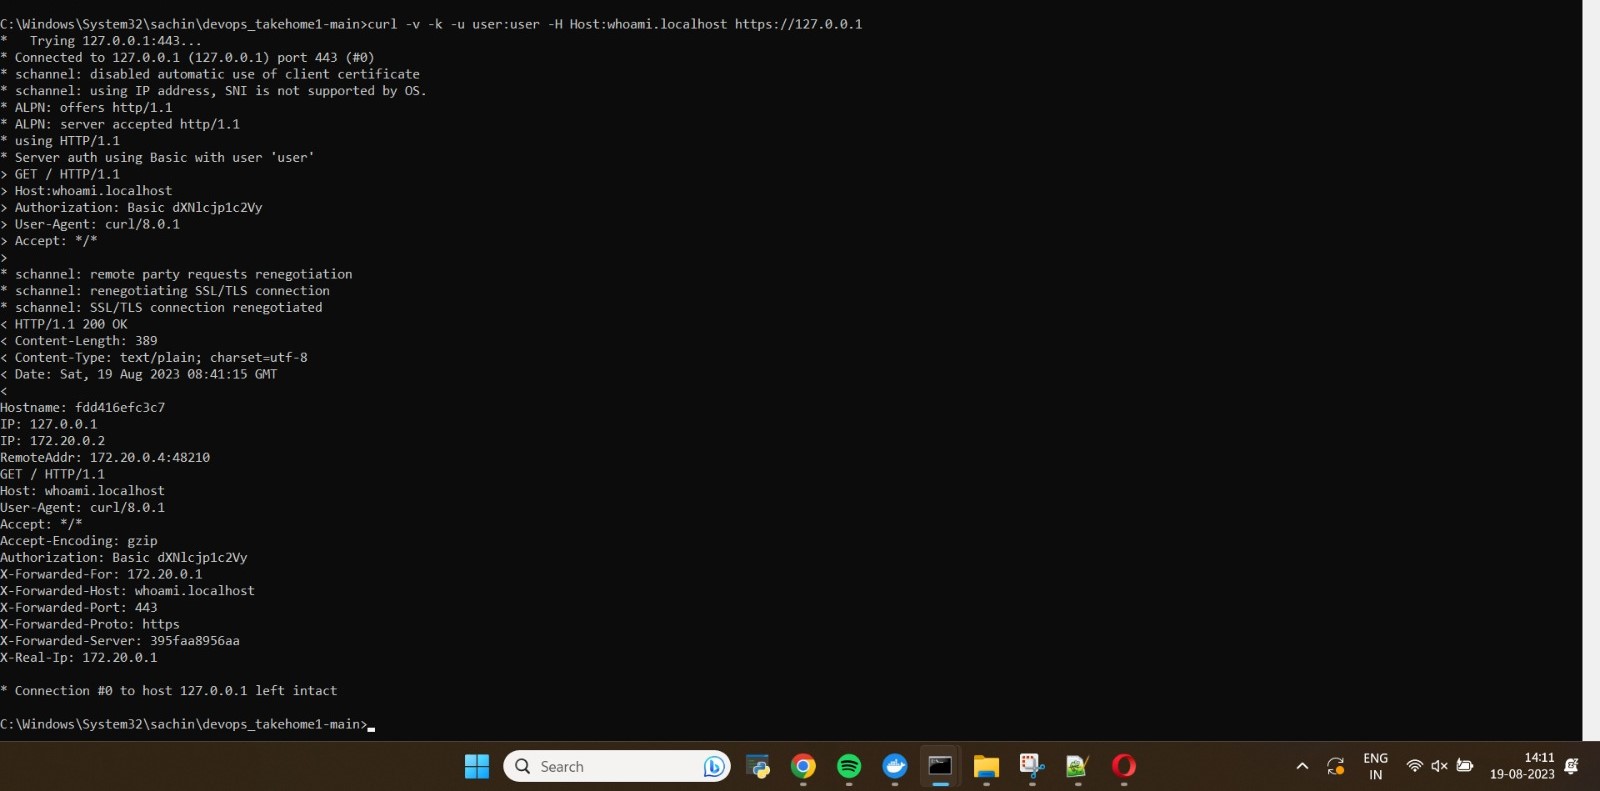 C:\Windows\System32\sachin\devops_takehome1-main>curl -v -k -u user:user -H Host:whoami.localhost https://127.0.0.1
*   Trying 127.0.0.1:443...
* Connected to 127.0.0.1 (127.0.0.1) port 443 (#0)
* schannel: disabled automatic use of client certificate
* schannel: using IP address, SNI is not supported by OS.
* ALPN: offers http/1.1
* ALPN: server accepted http/1.1
* using HTTP/1.1
* Server auth using Basic with user 'user'
> GET / HTTP/1.1
> Host:whoami.localhost
> Authorization: Basic dXNlcjp1c2Vy
> User-Agent: curl/8.0.1
> Accept: */*
>
* schannel: remote party requests renegotiation
* schannel: renegotiating SSL/TLS connection
* schannel: SSL/TLS connection renegotiated
< HTTP/1.1 200 OK
< Content-Length: 389
< Content-Type: text/plain; charset=utf-8
< Date: Sat, 19 Aug 2023 08:41:15 GMT
<
Hostname: fdd416efc3c7
IP: 127.0.0.1
IP: 172.20.0.2
RemoteAddr: 172.20.0.4:48210
GET / HTTP/1.1
Host: whoami.localhost
User-Agent: curl/8.0.1
Accept: */*
Accept-Encoding: gzip
Authorization: Basic dXNlcjp1c2Vy
X-Forwarded-For: 172.20.0.1
X-Forwarded-Host: whoami.localhost
X-Forwarded-Port: 443
X-Forwarded-Proto: https
X-Forwarded-Server: 395faa8956aa
X-Real-Ip: 172.20.0.1

* Connection #0 to host 127.0.0.1 left intact

C:\Windows\System32\sachin\devops_takehome1-main>
Search
ENG
IN
14:11
19-08-2023